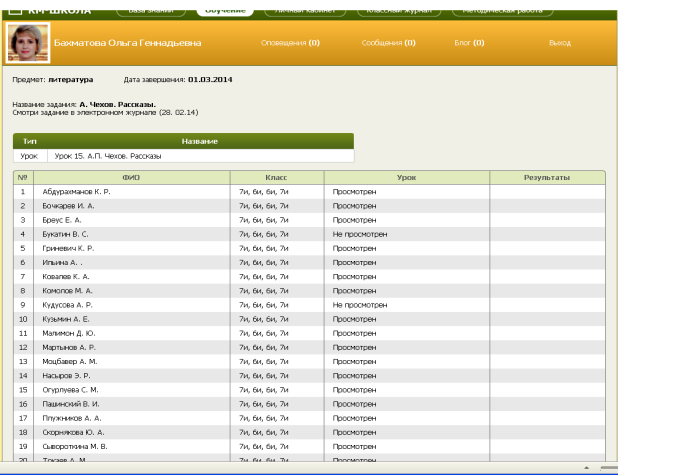 КМ-ШКОЛА База знаний Обучение Личный кабинет Классный журнал Методическая работа
Бахматова Ольга Геннадьевна Оповещения (0) Сообщения (0) Блог (0) Выход
Предмет: литература Дата завершения: 01.03.2014
Название задания: А. Чехов. Рассказы.
Смотри задание в электронном журнале (28. 02.14)
Тип Название
Урок Урок 15. А.П. Чехов. Рассказы
№ ФИО Класс Урок Результаты
1 Абдурахманов К. Р. 7и, 6и, 6и, 7и Просмотрен
2 Бочкарев И. А. 7и, 6и, 6и, 7и Просмотрен
3 Бреус Е. А. 7и, 6и, 6и, 7и Просмотрен
4 Букатин В. С. 7и, 6и, 6и, 7и Не просмотрен
5 Гриневич К. Р. 7и, 6и, 6и, 7и Просмотрен
6 Ильина А. . 7и, 6и, 6и, 7и Просмотрен
7 Ковалев К. А. 7и, 6и, 6и, 7и Просмотрен
8 Комолов М. А. 7и, 6и, 6и, 7и Просмотрен
9 Кудусова А. Р. 7и, 6и, 6и, 7и Не просмотрен
10 Кузьмин А. Е. 7и, 6и, 6и, 7и Просмотрен
11 Малимон Д. Ю. 7и, 6и, 6и, 7и Просмотрен
12 Мартынов А. Р. 7и, 6и, 6и, 7и Просмотрен
13 Моцбавер А. М. 7и, 6и, 6и, 7и Просмотрен
14 Насыров Э. Р. 7и, 6и, 6и, 7и Просмотрен
15 Огурлуева С. М. 7и, 6и, 6и, 7и Просмотрен
16 Пашинский В. И. 7и, 6и, 6и, 7и Просмотрен
17 Плужников А. А. 7и, 6и, 6и, 7и Просмотрен
18 Скорнякова Ю. А. 7и, 6и, 6и, 7и Просмотрен
19 Сывороткина М. В. 7и, 6и, 6и, 7и Просмотрен
20 Токаев А. М. 7и, 6и, 6и, 7и Просмотрен